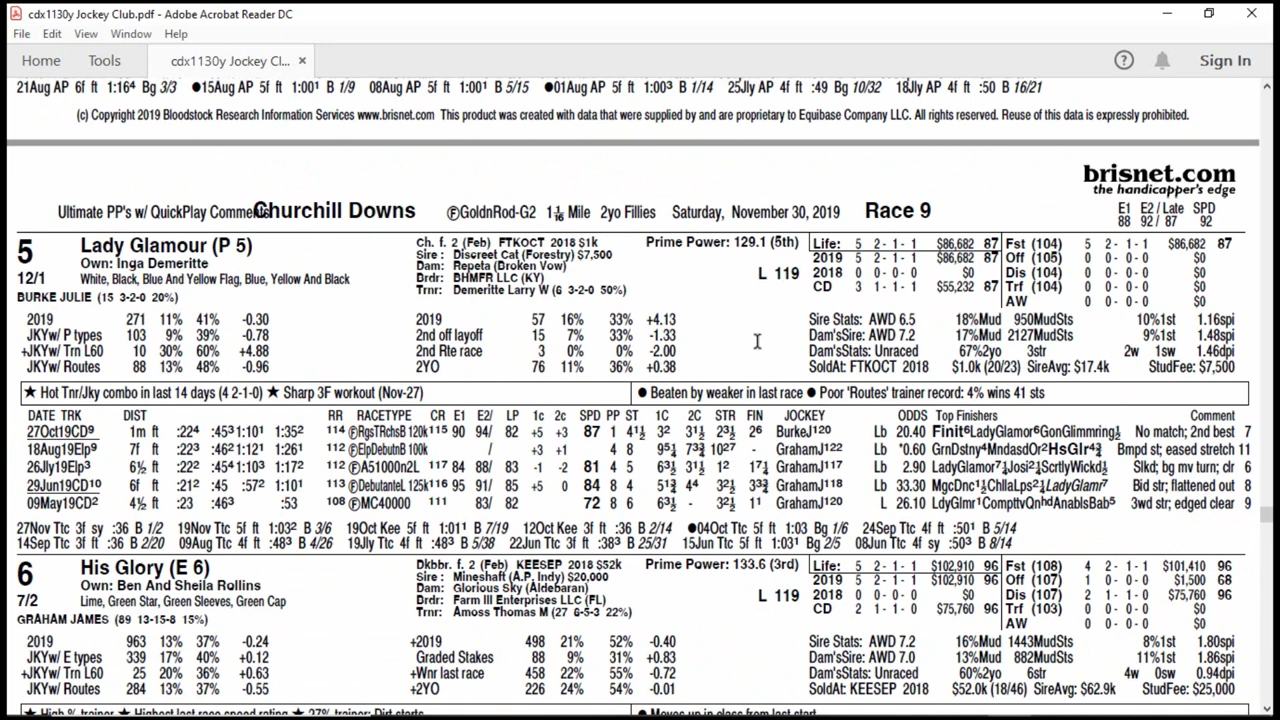 cdx1130y Jockey Club.pdf - Adobe Acrobat Reader DC
File Edit View Window Help
Home Tools cdx1130y Jockey Cl... × Sign In
21Aug AP 6f ft 1:16⁴ Bg 3/3 ●15Aug AP 5f ft 1:00¹ B 1/9 08Aug AP 5f ft 1:00¹ B 5/15 ●01Aug AP 5f ft 1:00³ B 1/14 25Jly AP 4f ft :49 Bg 10/32 18Jly AP 4f ft :50 B 16/21
(c) Copyright 2019 Bloodstock Research Information Services www.brisnet.com This product was created with data that were supplied by and are proprietary to Equibase Company LLC. All rights reserved. Reuse of this data is expressly prohibited.
brisnet.com
the handicapper's edge
Ultimate PP's w/ QuickPlay Comments Churchill Downs ⒻGoldnRod-G2 1 1/16 Mile 2yo Fillies Saturday, November 30, 2019 Race 9
E1 E2 / Late SPD
88 92 / 87 92
5 Lady Glamour (P 5)
Own: Inga Demeritte
12/1 White, Black, Blue And Yellow Flag, Blue, Yellow And Black
BURKE JULIE (15 3-2-0 20%)
Ch. f. 2 (Feb) FTKOCT 2018 $1k
Sire : Discreet Cat (Forestry) $7,500
Dam: Repeta (Broken Vow)
Brdr: BHMFR LLC (KY)
Trnr: Demeritte Larry W (6 3-0-2 50%)
Prime Power: 129.1 (5th)
L 119
Life: 5 2 - 1 - 1 $86,682 87
2019 5 2 - 1 - 1 $86,682 87
2018 0 0 - 0 - 0 $0
CD 3 1 - 1 - 1 $55,232 87
Fst (104) 5 2 - 1 - 1 $86,682 87
Off (105) 0 0 - 0 - 0 $0
Dis (104) 0 0 - 0 - 0 $0
Trf (104) 0 0 - 0 - 0 $0
AW 0 0 - 0 - 0 $0
2019 271 11% 41% -0.30
JKYw/ P types 103 9% 39% -0.78
+JKYw/ Trn L60 10 30% 60% +4.88
JKYw/ Routes 88 13% 48% -0.96
2019 57 16% 33% +4.13
2nd off layoff 15 7% 33% -1.33
2nd Rte race 3 0% 0% -2.00
2YO 76 11% 36% +0.38
Sire Stats: AWD 6.5 18%Mud 950MudSts 10%1st 1.16spi
Dam'sSire: AWD 7.2 17%Mud 2127MudSts 9%1st 1.48spi
Dam'sStats: Unraced 67%2yo 3str 2w 1sw 1.46dpi
SoldAt: FTKOCT 2018 $1.0k (20/23) SireAvg: $17.4k StudFee: $7,500
★ Hot Tnr/Jky combo in last 14 days (4 2-1-0) ★ Sharp 3F workout (Nov-27)
● Beaten by weaker in last race ● Poor 'Routes' trainer record: 4% wins 41 sts
DATE TRK DIST RR RACETYPE CR E1 E2/ LP 1c 2c SPD PP ST 1C 2C STR FIN JOCKEY ODDS Top Finishers Comment
27Oct19CD⁹ 1m ft :22⁴ :45³ 1:10¹ 1:35² 114 ⒻRgsTRchsB 120k 115 90 94/ 82 +5 +3 87 1 4 1½ 3² 3 1½ 2 3½ 2⁶ BurkeJ¹²⁰ Lb 20.40 Finit⁶LadyGlamor⁶GonGlimmring½ No match; 2nd best 7
18Aug19Elp⁹ 7f ft :23 :46² 1:10¹ 1:26¹ 112 ⒻElpDebutnB 100k /  +3 +1 4 8 9 5¼ 7 7¾ 10²⁷ - GrahamJ¹²² Lb *0.60 GrnDstny⁴MndasdOr²HsGlr⁴¾ Bmpd st; eased stretch 11
26Jly19Elp³ 6½ ft :22² :45⁴ 1:10³ 1:17² 112 ⒻA51000n2L 117 84 88/ 83 -1 -2 81 4 5 6 3½ 3 1½ 1² 1 7¼ GrahamJ¹¹⁷ Lb 2.90 LadyGlamor⁷¼Josi²½ScrtlyWickd½ Slkd; bg mv turn; clr 6
29Jun19CD¹⁰ 6f ft :21² :45 :57² 1:10¹ 113 ⒻDebutanteL 125k 116 95 91/ 85 +5 0 84 8 4 5 2½ 4⁴ 3 2½ 3 3¾ GrahamJ¹¹⁸ Lb 33.30 MgcDnc¹½ChllaLps²¼LadyGlamr⁷ Bid str; flattened out 8
09May19CD² 4½ ft :23 :46³ :53 108 ⒻMC40000 111 83/ 82 72 8 6 6 3½ - 3 2½ 1¹ GrahamJ¹²⁰ L 26.10 LdyGlmr¹CompttvQnʰᵈAnablsBab⁵ 3wd str; edged clear 9
27Nov Ttc 3f sy :36 B 1/2 19Nov Ttc 5f ft 1:03² B 3/6 19Oct Kee 5f ft 1:01¹ B 7/19 12Oct Kee 3f ft :36 B 2/14 ●04Oct Ttc 5f ft 1:03 Bg 1/6 24Sep Ttc 4f ft :50¹ B 5/14
14Sep Ttc 3f ft :36 B 2/20 09Aug Ttc 4f ft :48³ B 4/26 19Jly Ttc 4f ft :48³ B 5/38 22Jun Ttc 3f ft :38³ B 25/31 15Jun Ttc 5f ft 1:03¹ Bg 2/5 08Jun Ttc 4f sy :50³ B 8/14
6 His Glory (E 6)
Own: Ben And Sheila Rollins
7/2 Lime, Green Star, Green Sleeves, Green Cap
GRAHAM JAMES (89 13-15-8 15%)
Dkbbr. f. 2 (Feb) KEESEP 2018 $52k
Sire : Mineshaft (A.P. Indy) $20,000
Dam: Glorious Sky (Aldebaran)
Brdr: Farm III Enterprises LLC (FL)
Trnr: Amoss Thomas M (27 6-5-3 22%)
Prime Power: 133.6 (3rd)
L 119
Life: 5 2 - 1 - 1 $102,910 96
2019 5 2 - 1 - 1 $102,910 96
2018 0 0 - 0 - 0 $0
CD 2 1 - 1 - 0 $75,760 96
Fst (108) 4 2 - 1 - 1 $101,410 96
Off (107) 1 0 - 0 - 0 $1,500 68
Dis (107) 2 1 - 1 - 0 $75,760 96
Trf (103) 0 0 - 0 - 0 $0
AW 0 0 - 0 - 0 $0
2019 963 13% 37% -0.24
JKYw/ E types 339 17% 40% +0.12
+JKYw/ Trn L60 25 20% 36% +0.63
JKYw/ Routes 284 13% 37% -0.55
+2019 498 21% 52% -0.40
Graded Stakes 88 9% 31% +0.83
+Wnr last race 458 22% 55% -0.72
+2YO 226 24% 54% -0.01
Sire Stats: AWD 7.2 16%Mud 1443MudSts 8%1st 1.80spi
Dam'sSire: AWD 7.0 13%Mud 882MudSts 11%1st 1.86spi
Dam'sStats: Unraced 60%2yo 6str 4w 0sw 0.94dpi
SoldAt: KEESEP 2018 $52.0k (18/46) SireAvg: $62.9k StudFee: $25,000